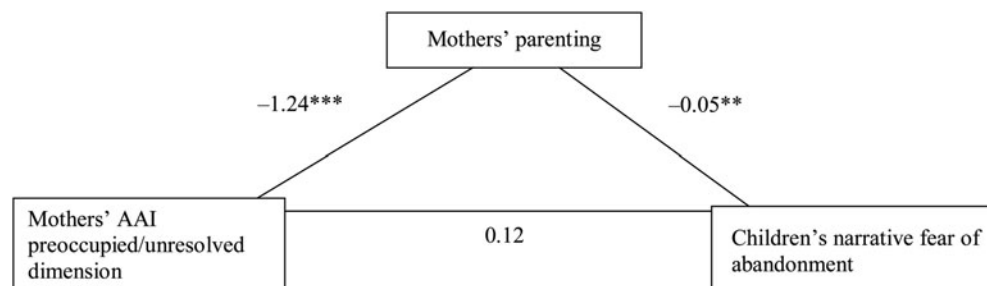 Mothers’ parenting
–1.24***
–0.05**
Mothers’ AAI
preoccupied/unresolved
dimension
0.12
Children’s narrative fear of
abandonment